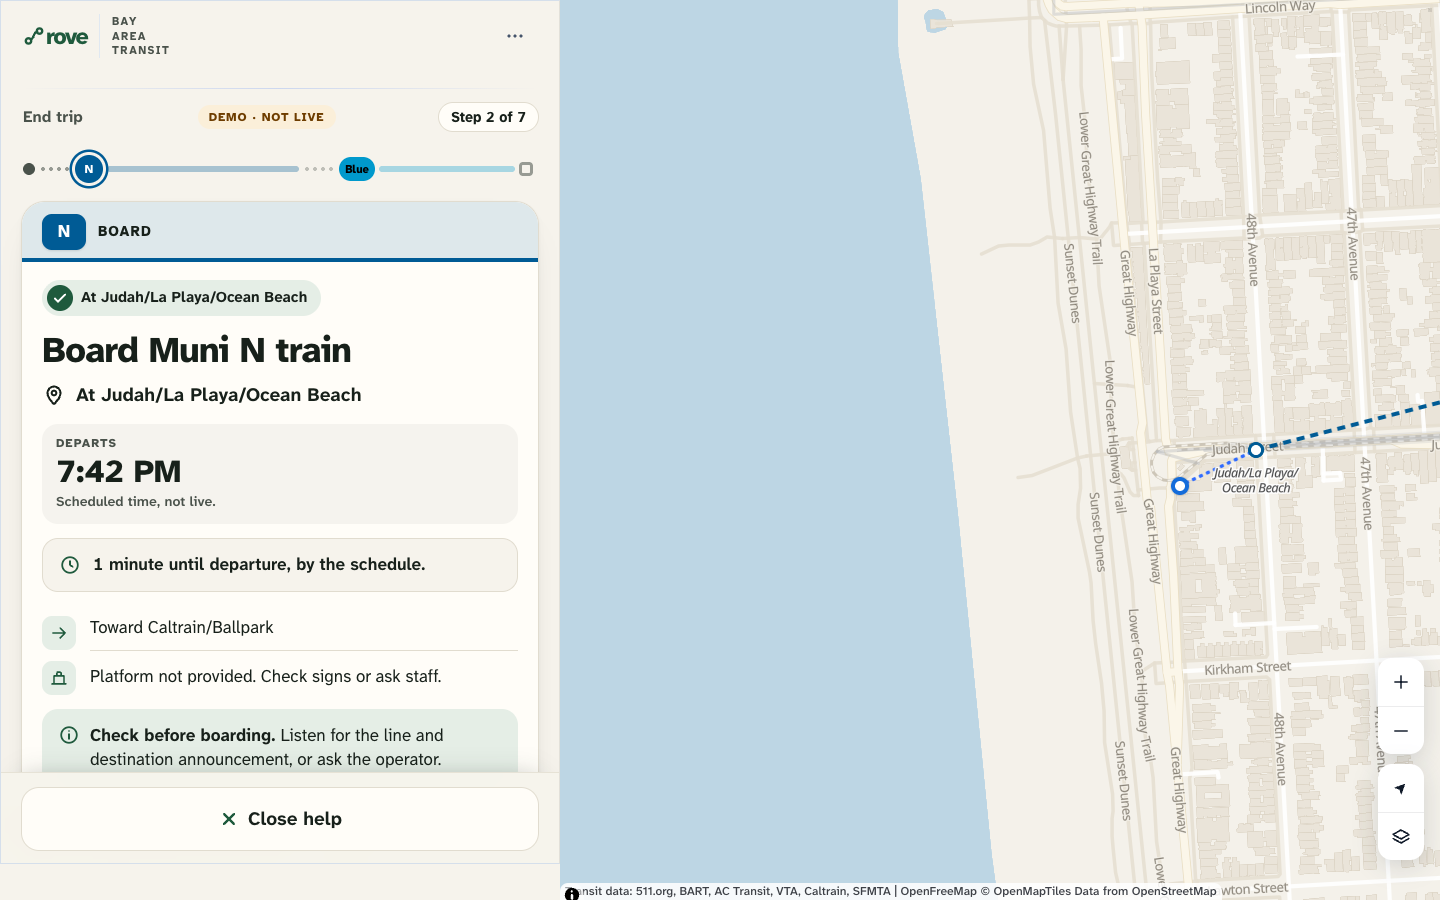 rove
BAY
AREA
TRANSIT
End trip
DEMO · NOT LIVE
Step 2 of 7
N
Blue
N
BOARD
At Judah/La Playa/Ocean Beach
Board Muni N train
At Judah/La Playa/Ocean Beach
DEPARTS
7:42 PM
Scheduled time, not live.
1 minute until departure, by the schedule.
Toward Caltrain/Ballpark
Platform not provided. Check signs or ask staff.
Check before boarding. Listen for the line and
destination announcement, or ask the operator.
Close help
Lincoln Way
Lower Great Highway Trail
Sunset Dunes
Great Highway
La Playa Street
48th Avenue
47th Avenue
Lower Great Highway Trail
Judah/La Playa/
Ocean Beach
47th Avenue
Sunset Dunes
Great Highway
Lower Great Highway Trail
Kirkham Street
48th Avenue
Sunset Dunes
Great Highway
nsit data: 511.org, BART, AC Transit, VTA, Caltrain, SFMTA | OpenFreeMap © OpenMapTiles Data from OpenStreetMap
wton Street